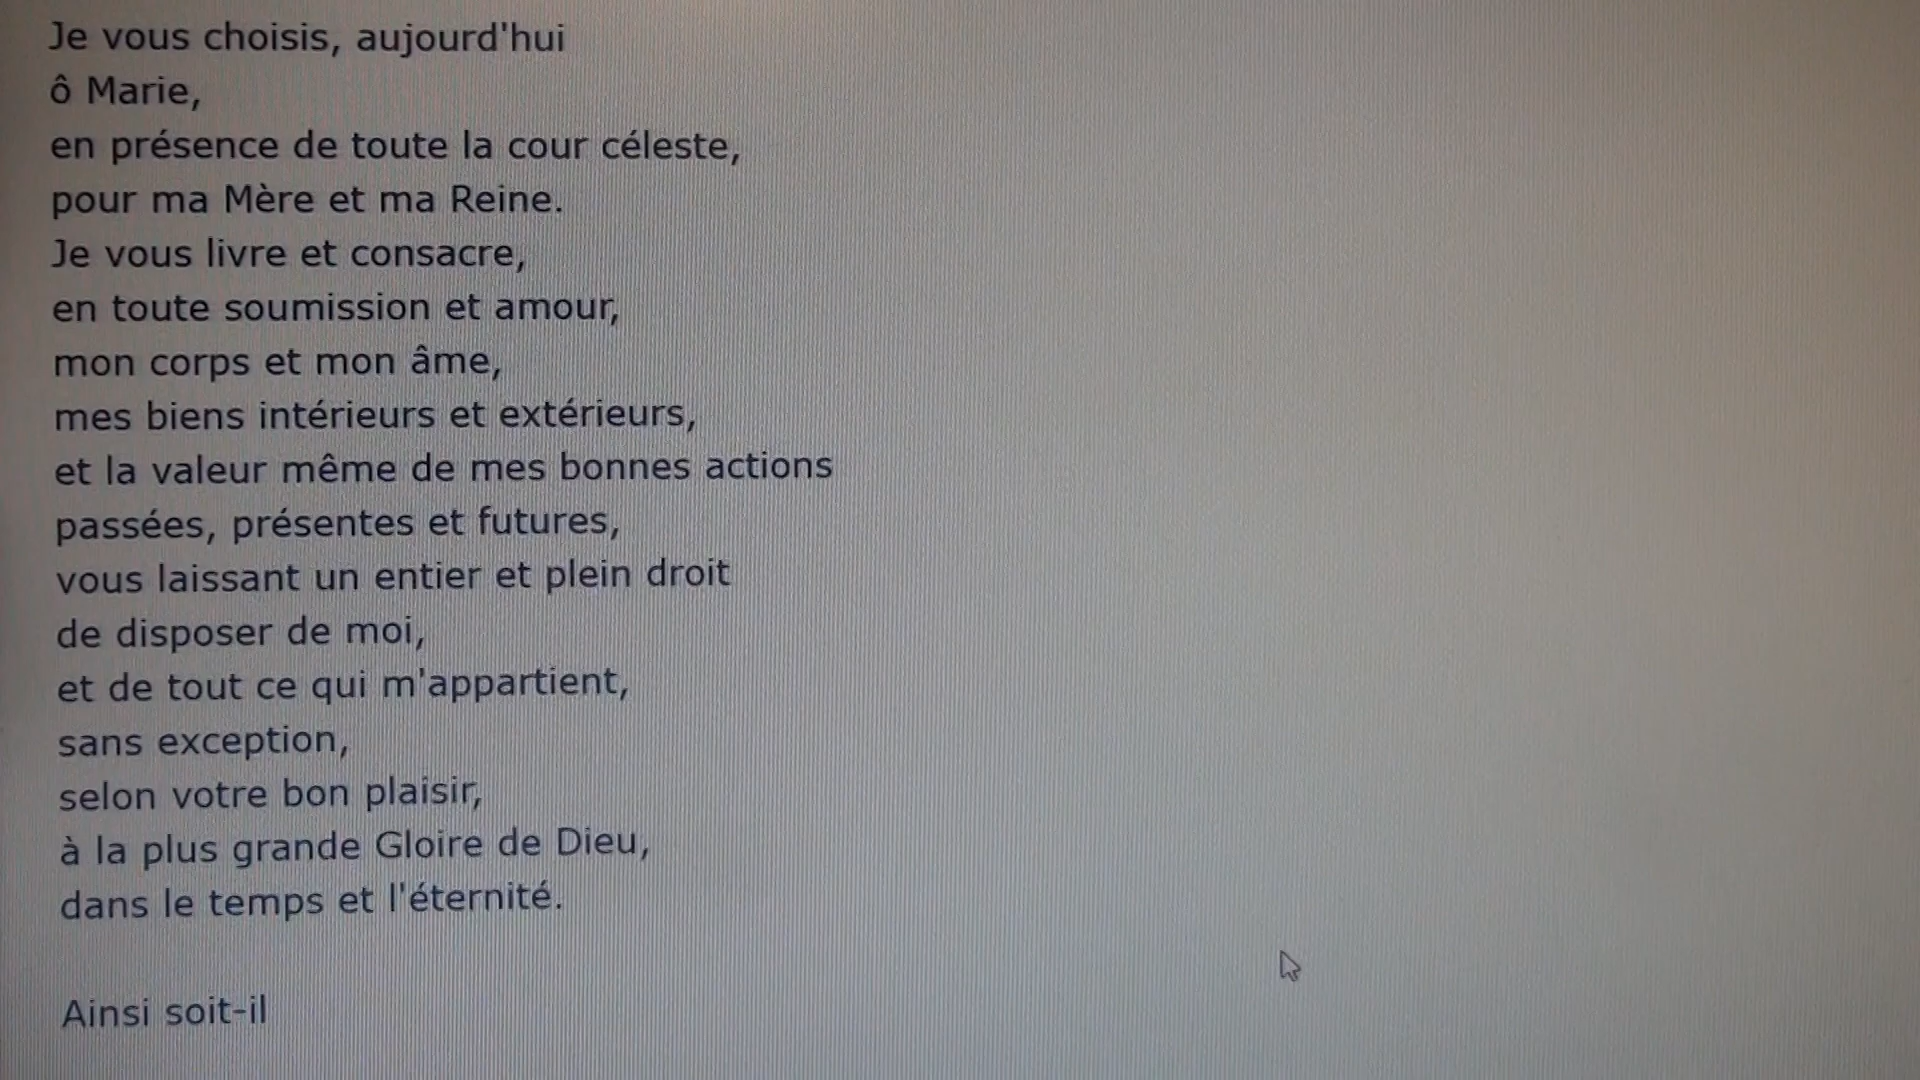 Je vous choisis, aujourd'hui
ô Marie,
en présence de toute la cour céleste,
pour ma Mère et ma Reine.
Je vous livre et consacre,
en toute soumission et amour,
mon corps et mon âme,
mes biens intérieurs et extérieurs,
et la valeur même de mes bonnes actions
passées, présentes et futures,
vous laissant un entier et plein droit
de disposer de moi,
et de tout ce qui m'appartient,
sans exception,
selon votre bon plaisir,
à la plus grande Gloire de Dieu,
dans le temps et l'éternité.
Ainsi soit-il